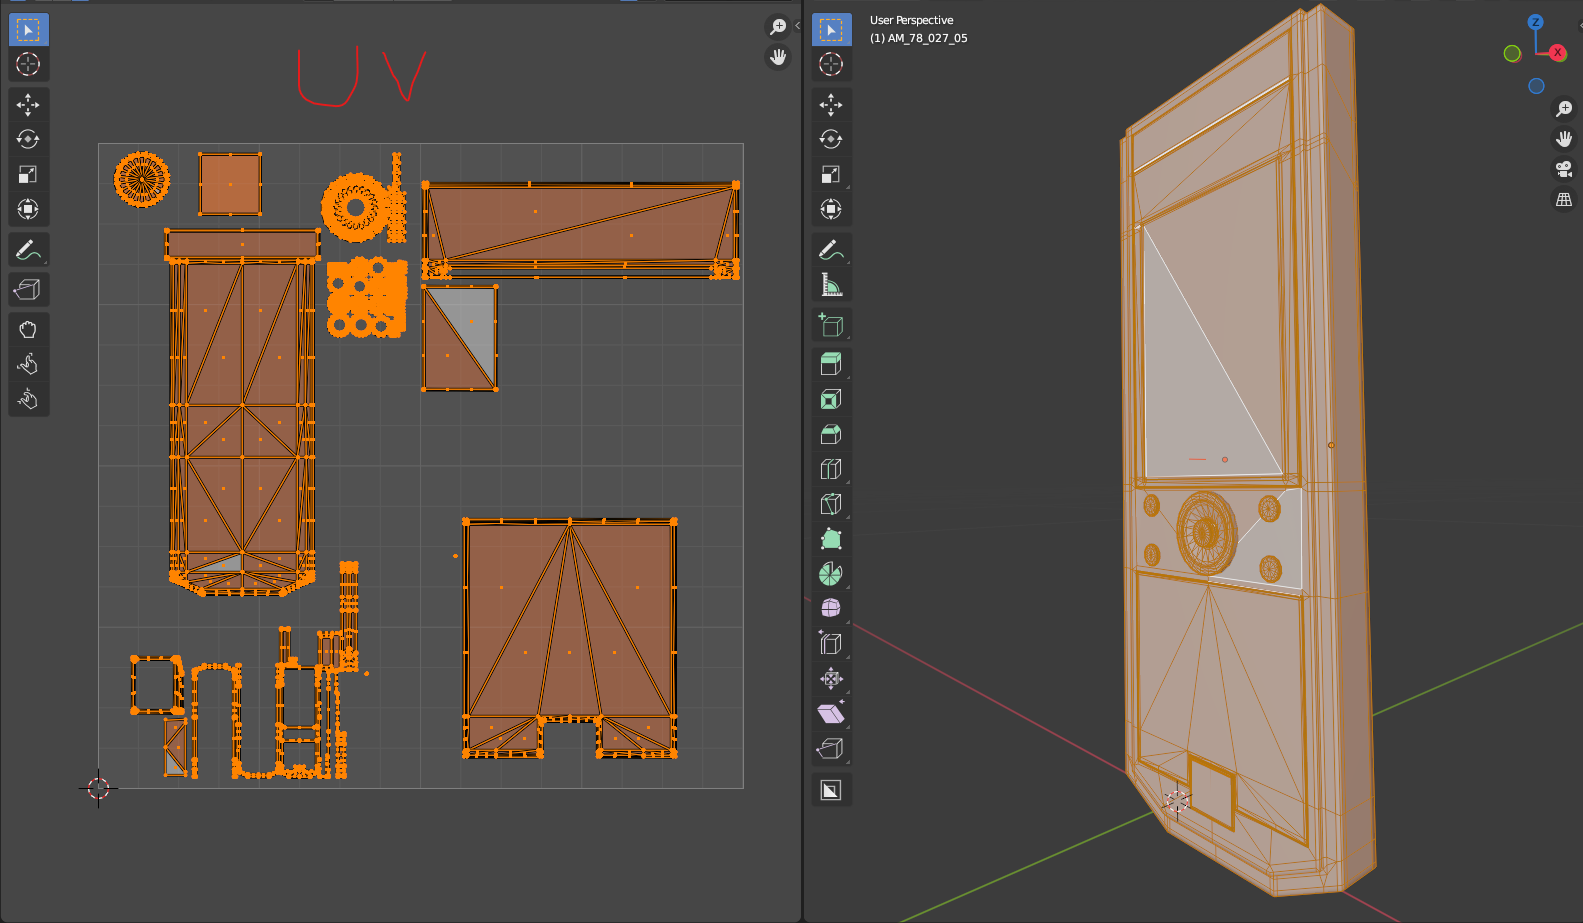 User Perspective
(1) AM_78_027_05
UV
Z
X